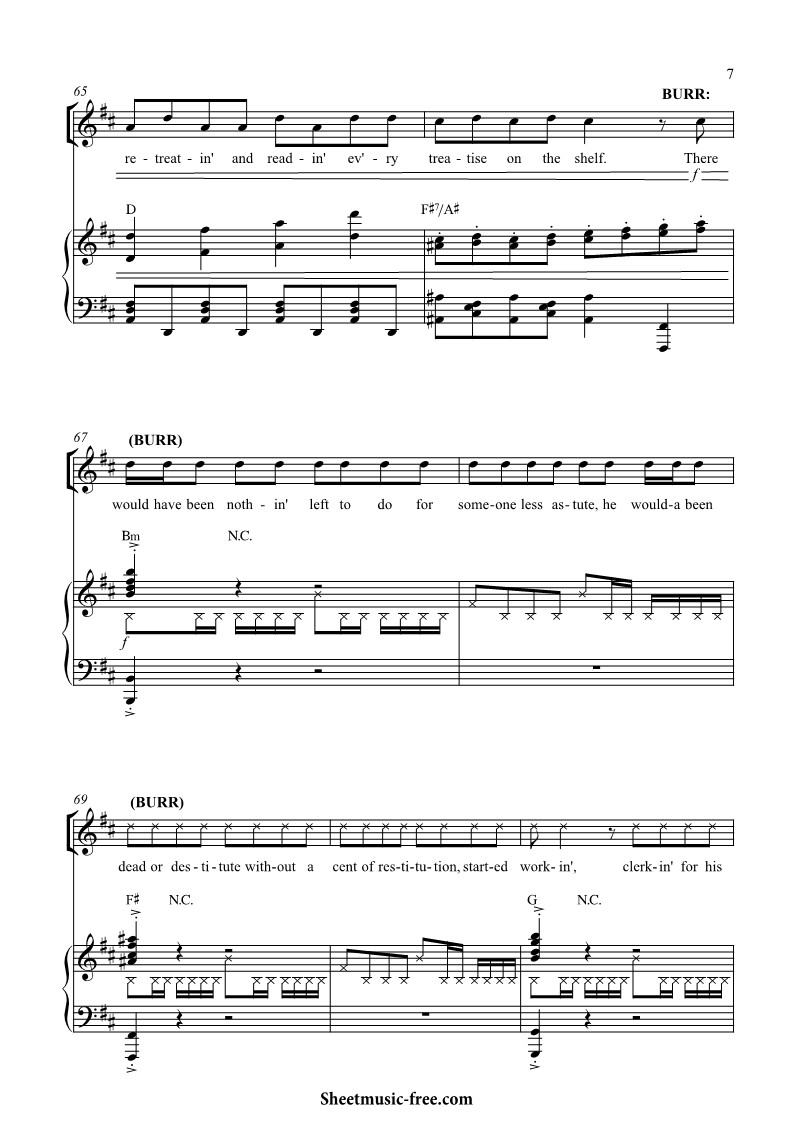 7
65
BURR:
re - treat - in' and read - in' ev' - ry trea - tise on the shelf. There
f
D F♯7/A♯
67
(BURR)
would have been noth - in' left to do for some-one less as-tute, he would-a been
Bm N.C.
f
69
(BURR)
dead or des - ti - tute with-out a cent of res-ti-tu-tion, start-ed work-in', clerk-in' for his
F♯ N.C. G N.C.
Sheetmusic-free.com